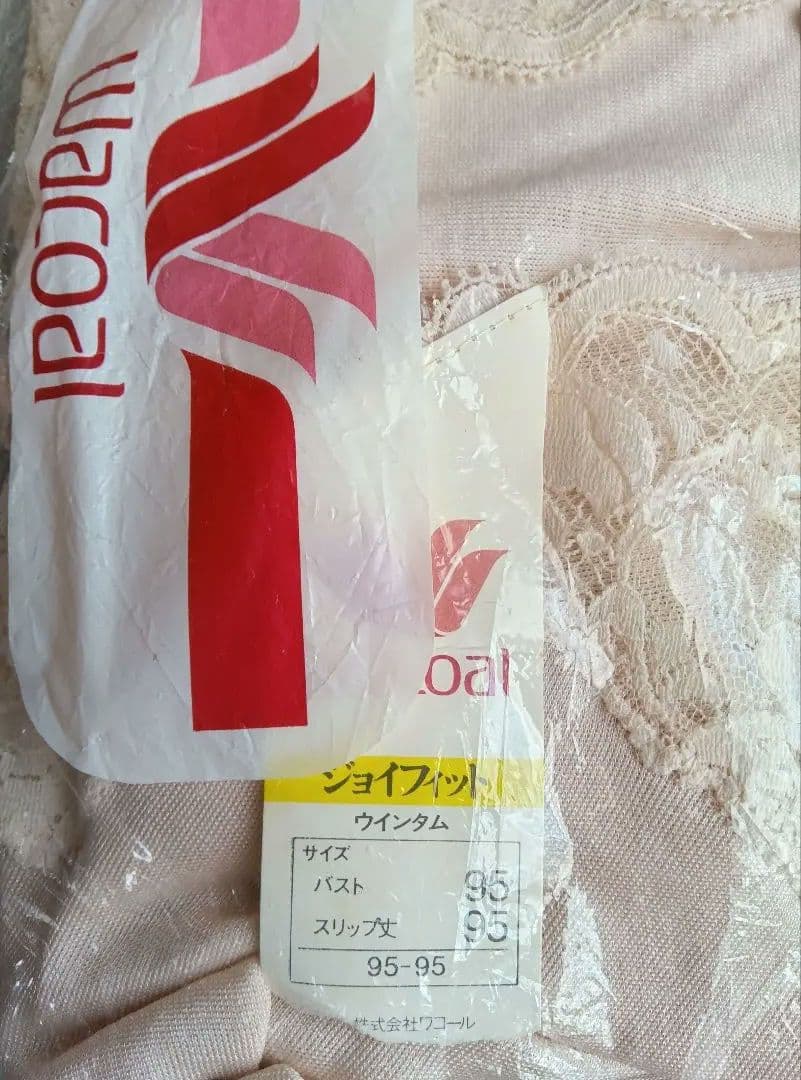 wacoal
ジョイフィット
ウインタム
サイズ
バスト 95
スリップ丈 95
95-95
株式会社ワコール